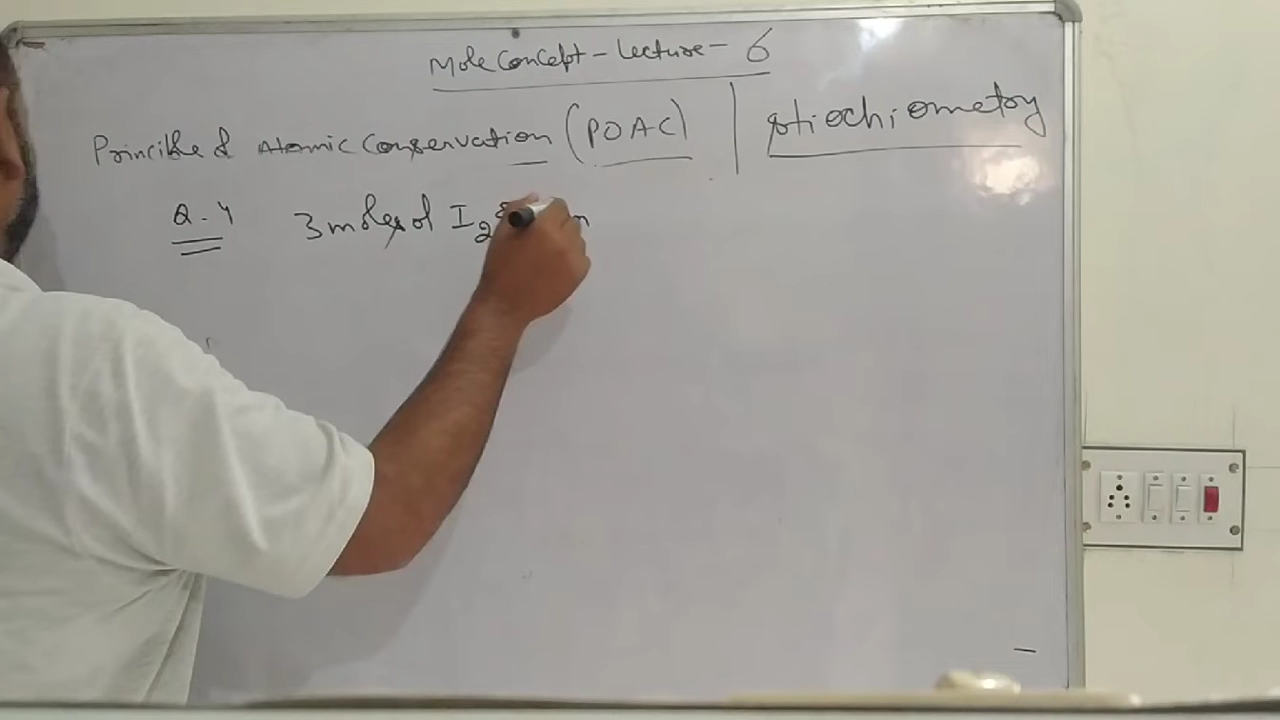 Mole Concept - Lecture - 6
Principle of Atomic Conservation (POAC) | stiochiometry
Q.4 3 moles of I2